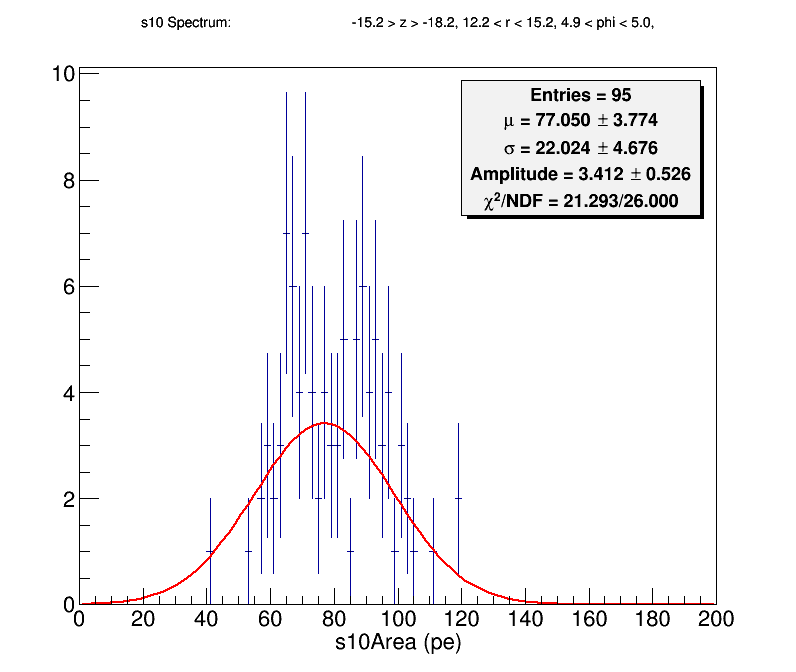 s10 Spectrum: -15.2 > z > -18.2, 12.2 < r < 15.2, 4.9 < phi < 5.0,
Entries = 95
μ = 77.050 ± 3.774
σ = 22.024 ± 4.676
Amplitude = 3.412 ± 0.526
χ²/NDF = 21.293/26.000
10
8
6
4
2
0
0 20 40 60 80 100 120 140 160 180 200
s10Area (pe)